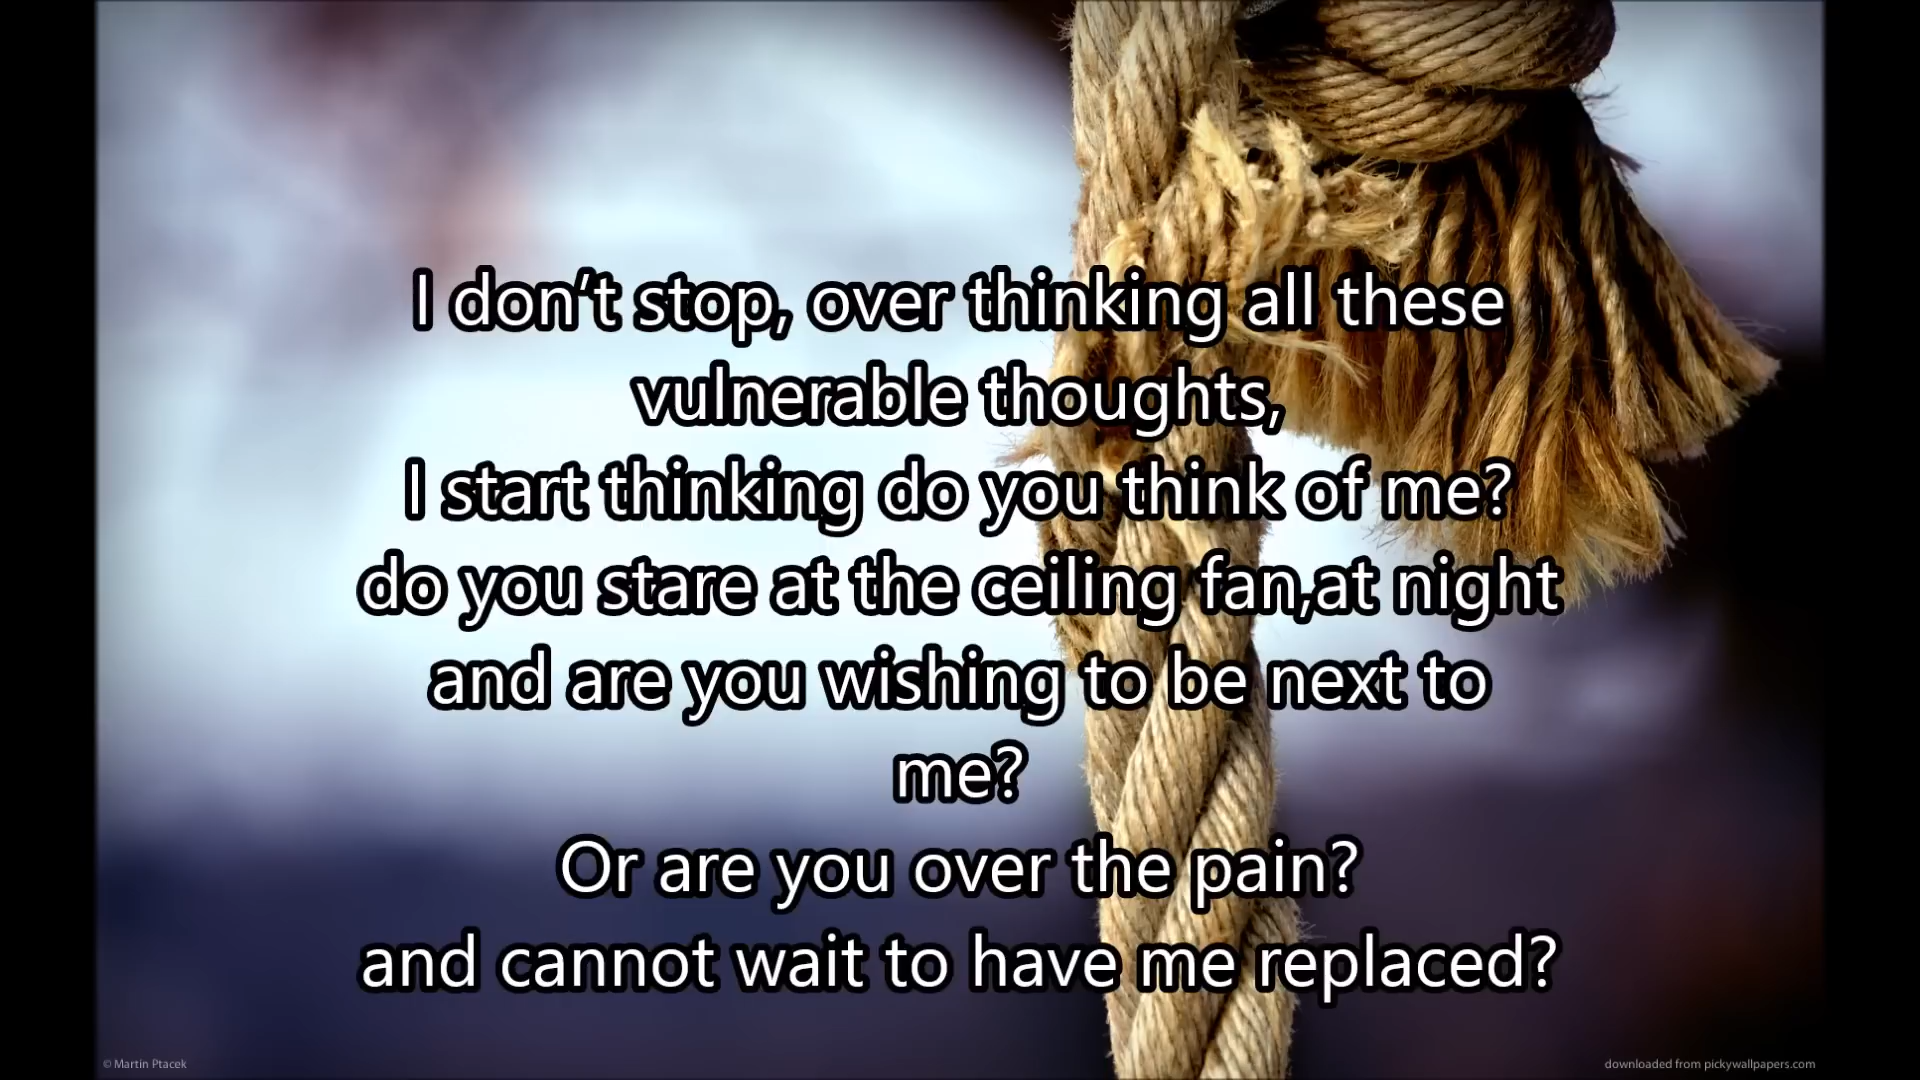 I don't stop, over thinking all these
vulnerable thoughts,
I start thinking do you think of me?
do you stare at the ceiling fan,at night
and are you wishing to be next to
me?
Or are you over the pain?
and cannot wait to have me replaced?
© Martin Ptacek
downloaded from pickywallpapers.com